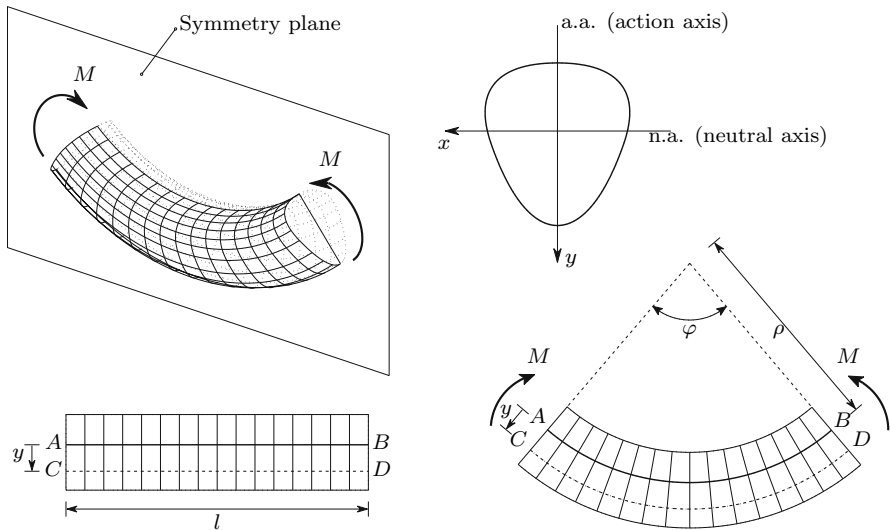 Symmetry plane
M
M
a.a. (action axis)
x
n.a. (neutral axis)
y
φ
ρ
M
M
y
A
B
C
D
A
B
y
C
D
l